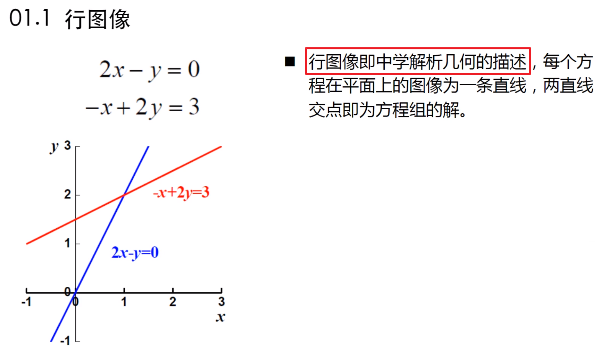 01.1 行图像
2x − y = 0
−x + 2y = 3
■ 行图像即中学解析几何的描述，每个方
程在平面上的图像为一条直线，两直线
交点即为方程组的解。
y 3
-x+2y=3
2
1
2x-y=0
0
-1 0 1 2 3
x
-1